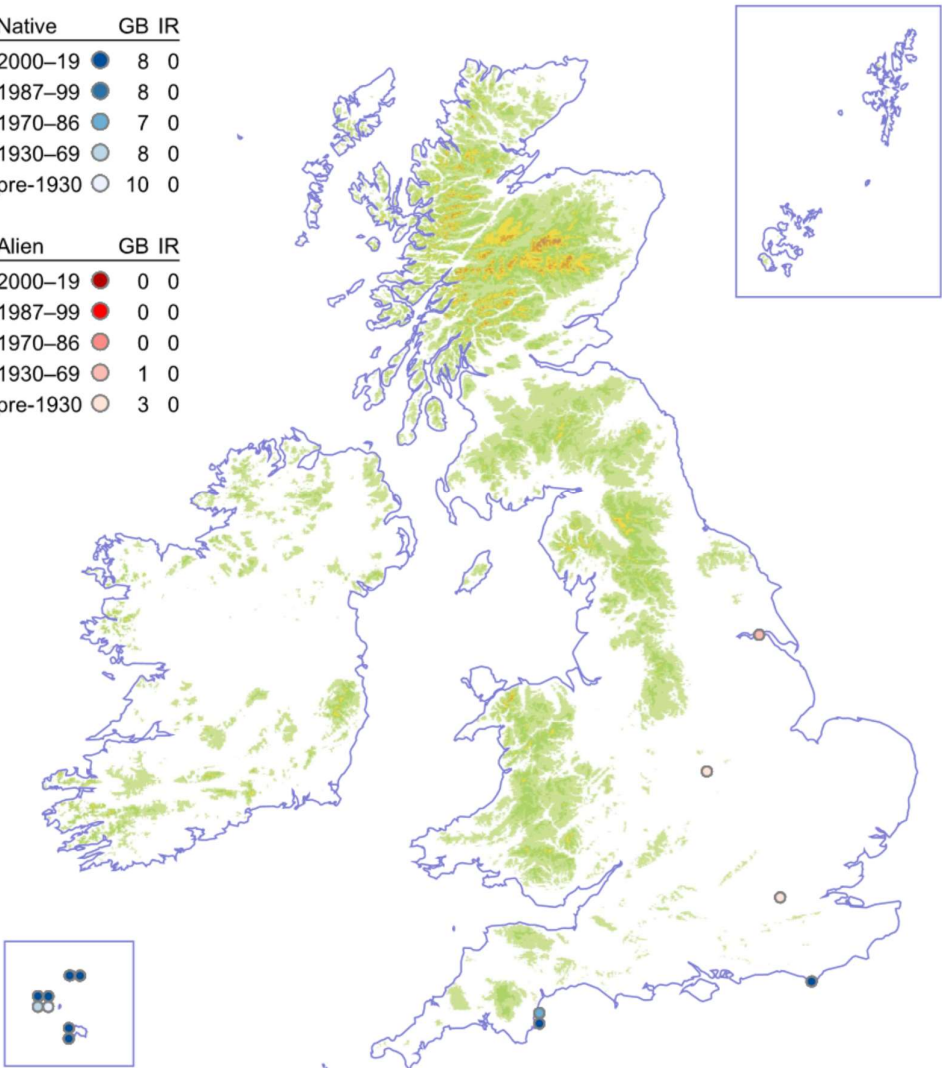 Native GB IR
2000–19 8 0
1987–99 8 0
1970–86 7 0
1930–69 8 0
pre-1930 10 0
Alien GB IR
2000–19 0 0
1987–99 0 0
1970–86 0 0
1930–69 1 0
pre-1930 3 0